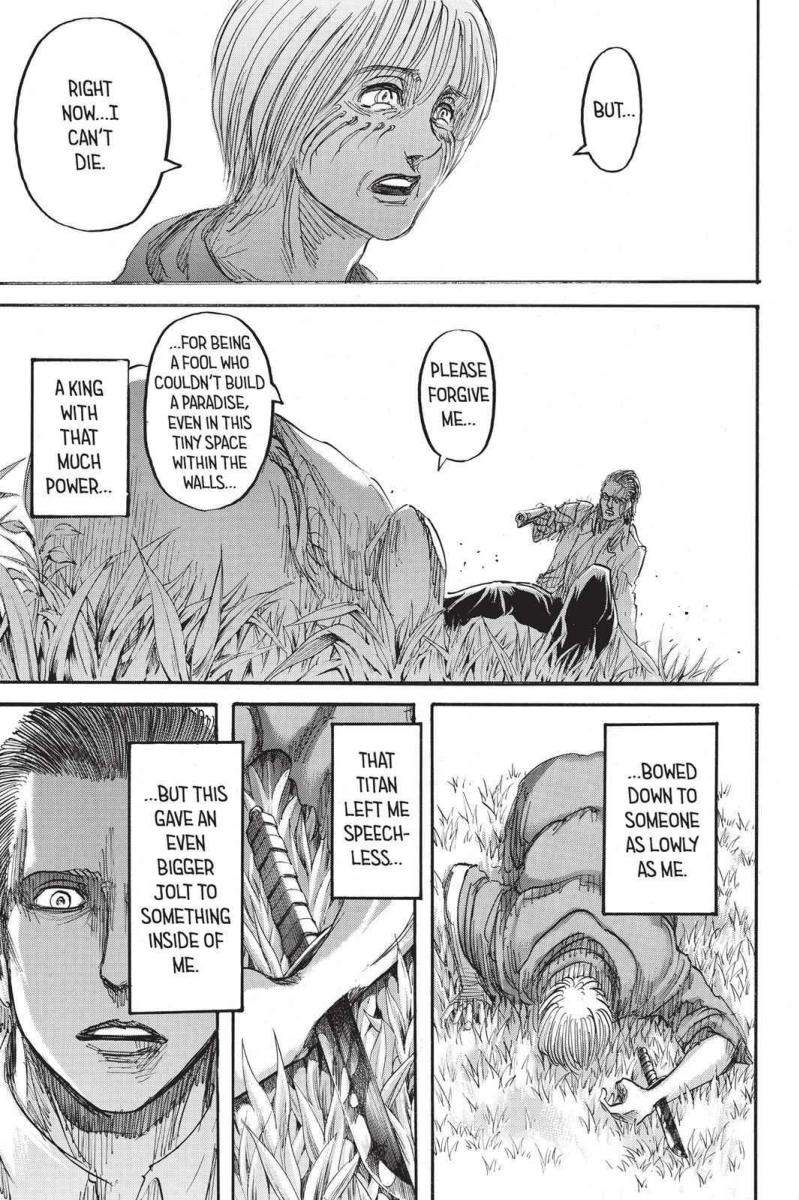 BUT...
RIGHT
NOW...I
CAN'T
DIE.
PLEASE
FORGIVE
ME...
...FOR BEING
A FOOL WHO
COULDN'T BUILD
A PARADISE,
EVEN IN THIS
TINY SPACE
WITHIN THE
WALLS...
A KING
WITH
THAT
MUCH
POWER...
...BOWED
DOWN TO
SOMEONE
AS LOWLY
AS ME.
THAT
TITAN
LEFT ME
SPEECH-
LESS...
...BUT THIS
GAVE AN
EVEN
BIGGER
JOLT TO
SOMETHING
INSIDE OF
ME.